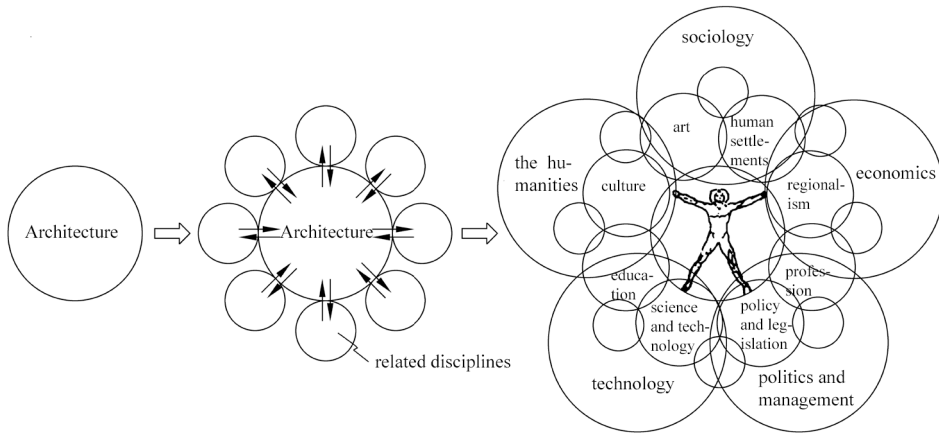 Architecture
Architecture
related disciplines
sociology
art
human
settle-
ments
the hu-
manities
culture
regional-
ism
economics
educa-
tion
profes-
sion
science
and tech-
nology
policy
and leg-
islation
technology
politics and
management